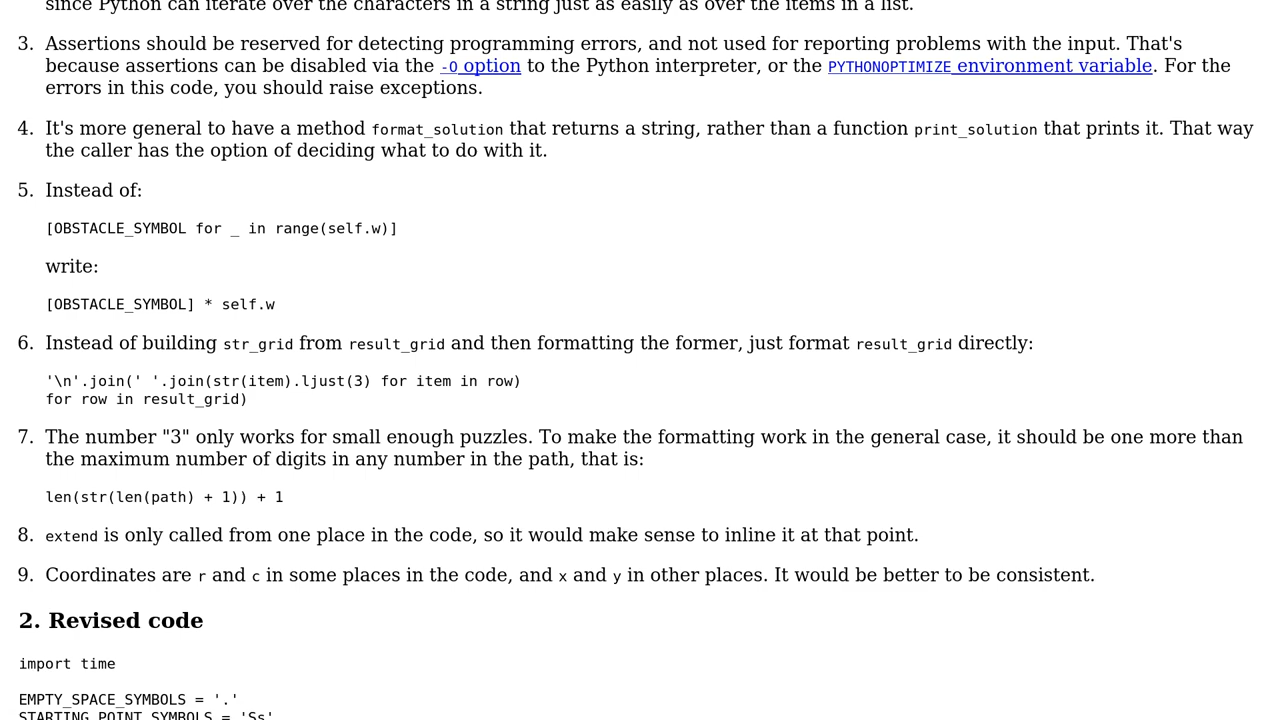 since Python can iterate over the characters in a string just as easily as over the items in a list.
3. Assertions should be reserved for detecting programming errors, and not used for reporting problems with the input. That's
because assertions can be disabled via the -O option to the Python interpreter, or the PYTHONOPTIMIZE environment variable. For the
errors in this code, you should raise exceptions.
4. It's more general to have a method format_solution that returns a string, rather than a function print_solution that prints it. That way
the caller has the option of deciding what to do with it.
5. Instead of:
[OBSTACLE_SYMBOL for _ in range(self.w)]
write:
[OBSTACLE_SYMBOL] * self.w
6. Instead of building str_grid from result_grid and then formatting the former, just format result_grid directly:
'\n'.join(' '.join(str(item).ljust(3) for item in row)
for row in result_grid)
7. The number "3" only works for small enough puzzles. To make the formatting work in the general case, it should be one more than
the maximum number of digits in any number in the path, that is:
len(str(len(path) + 1)) + 1
8. extend is only called from one place in the code, so it would make sense to inline it at that point.
9. Coordinates are r and c in some places in the code, and x and y in other places. It would be better to be consistent.
2. Revised code
import time
EMPTY_SPACE_SYMBOLS = '.'
STARTING_POINT_SYMBOLS = 'Ss'